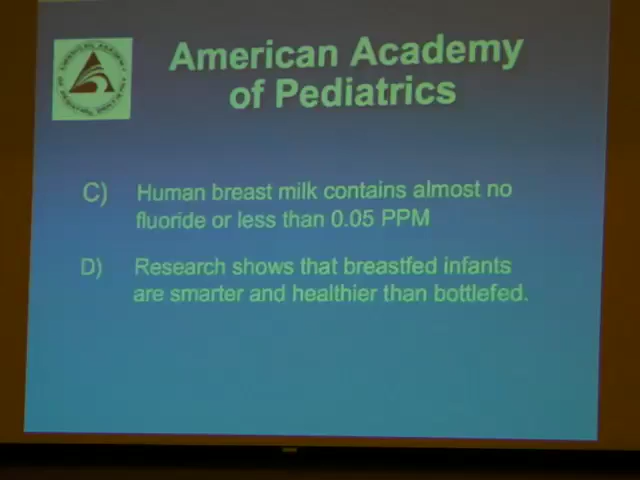 American Academy
of Pediatrics
C) Human breast milk contains almost no
fluoride or less than 0.05 PPM
D) Research shows that breastfed infants
are smarter and healthier than bottlefed.